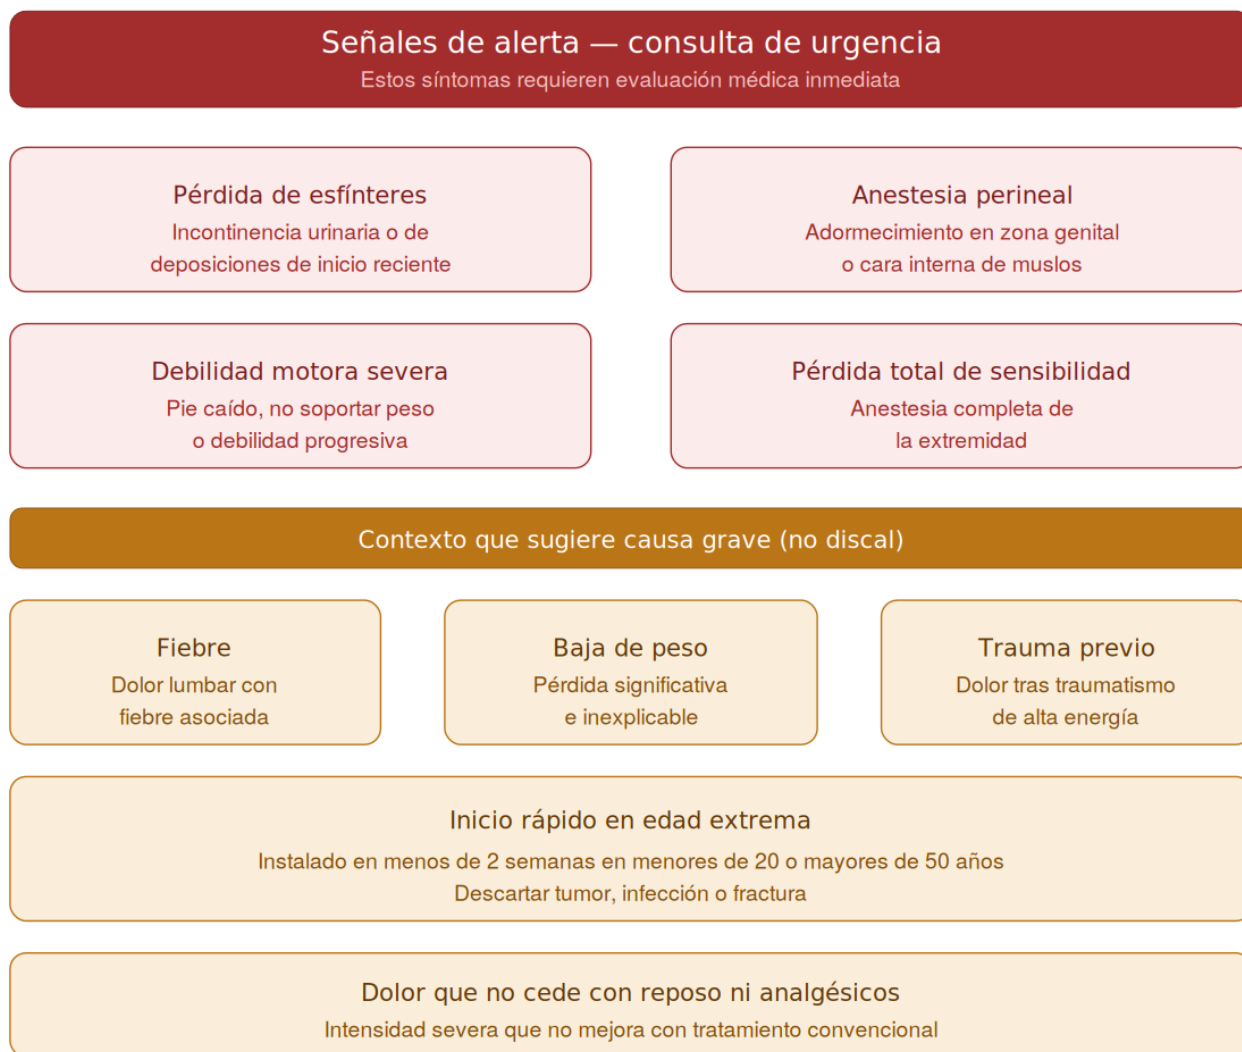 Señales de alerta — consulta de urgencia
Estos síntomas requieren evaluación médica inmediata
Pérdida de esfínteres
Incontinencia urinaria o de
deposiciones de inicio reciente
Anestesia perineal
Adormecimiento en zona genital
o cara interna de muslos
Debilidad motora severa
Pie caído, no soportar peso
o debilidad progresiva
Pérdida total de sensibilidad
Anestesia completa de
la extremidad
Contexto que sugiere causa grave (no discal)
Fiebre
Dolor lumbar con
fiebre asociada
Baja de peso
Pérdida significativa
e inexplicable
Trauma previo
Dolor tras traumatismo
de alta energía
Inicio rápido en edad extrema
Instalado en menos de 2 semanas en menores de 20 o mayores de 50 años
Descartar tumor, infección o fractura
Dolor que no cede con reposo ni analgésicos
Intensidad severa que no mejora con tratamiento convencional